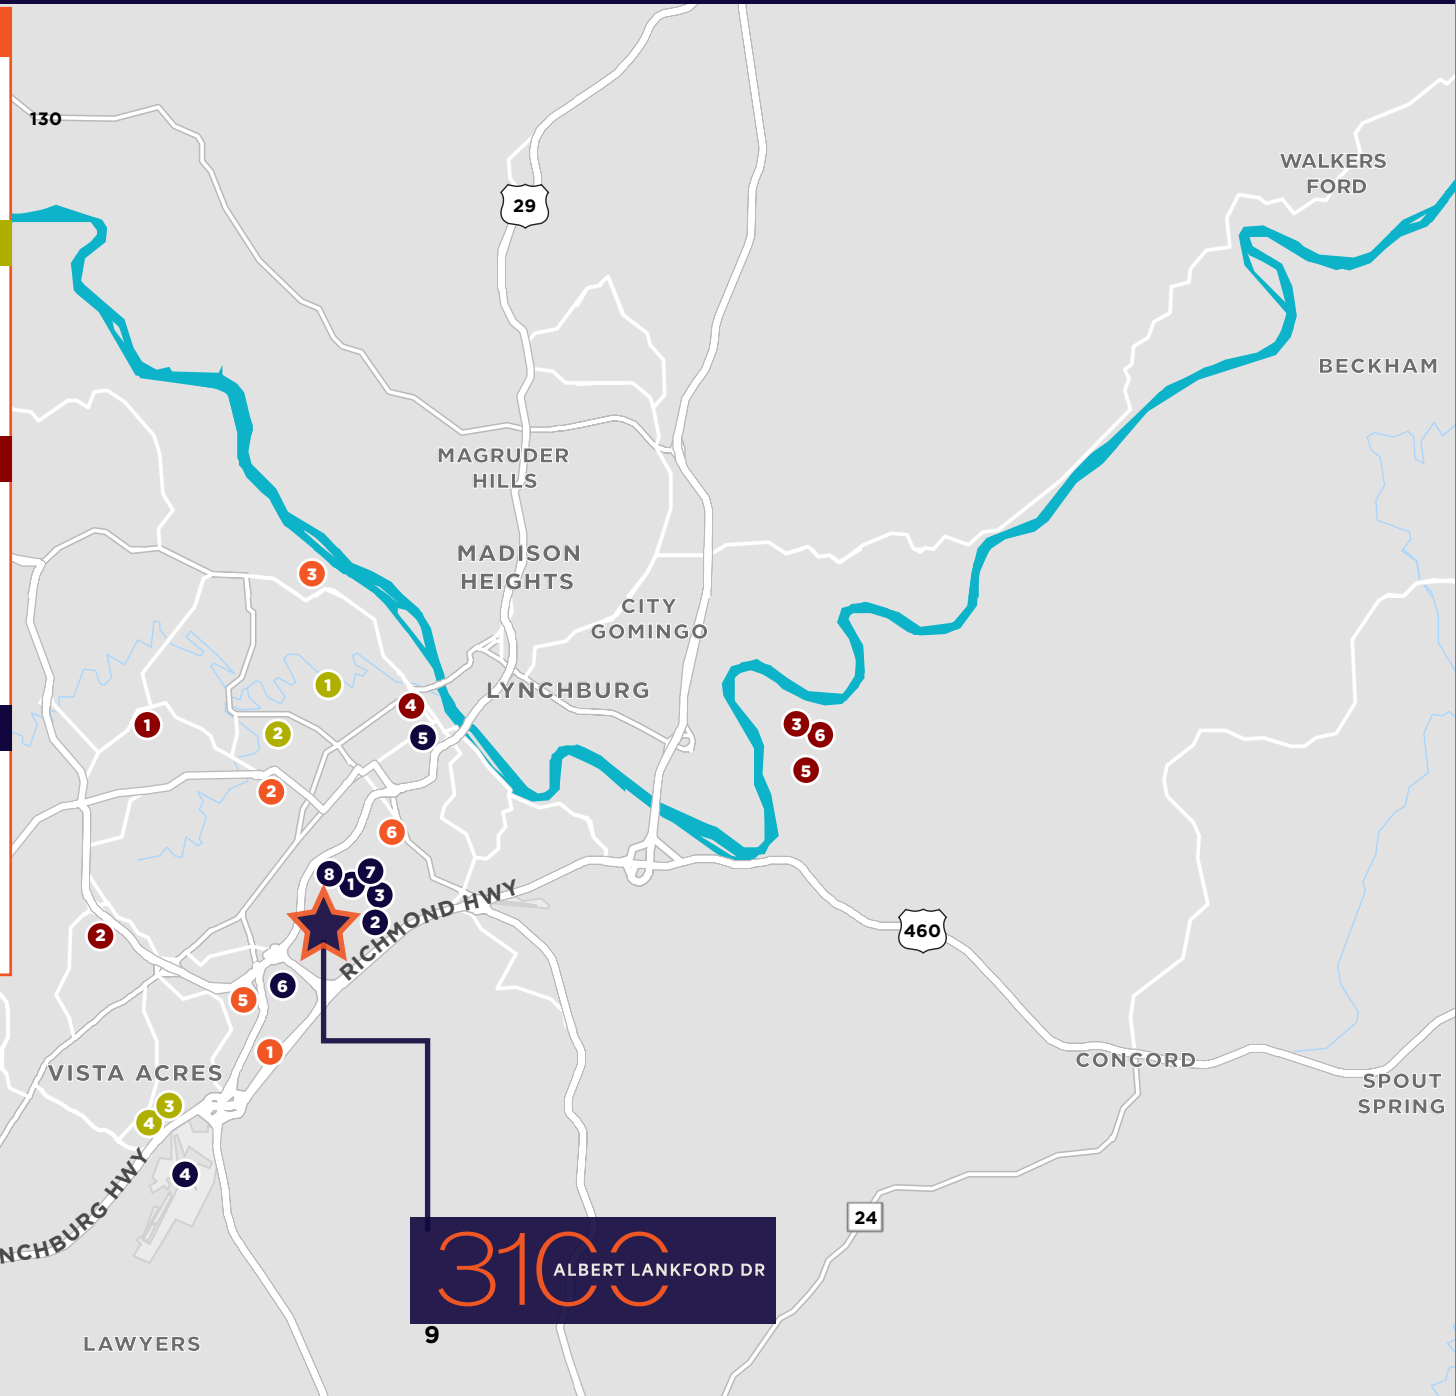 130
WALKERS
FORD
29
BECKHAM
MAGRUDER
HILLS
MADISON
HEIGHTS
3
CITY
GOMINGO
1
LYNCHBURG
4
1
3
6
2
5
5
2
6
8
1
7
3
2
RICHMOND HWY
460
2
6
5
1
CONCORD
VISTA ACRES
SPOUT
SPRING
3
4
NCHBURG HWY
4
24
3100
ALBERT LANKFORD DR
9
LAWYERS